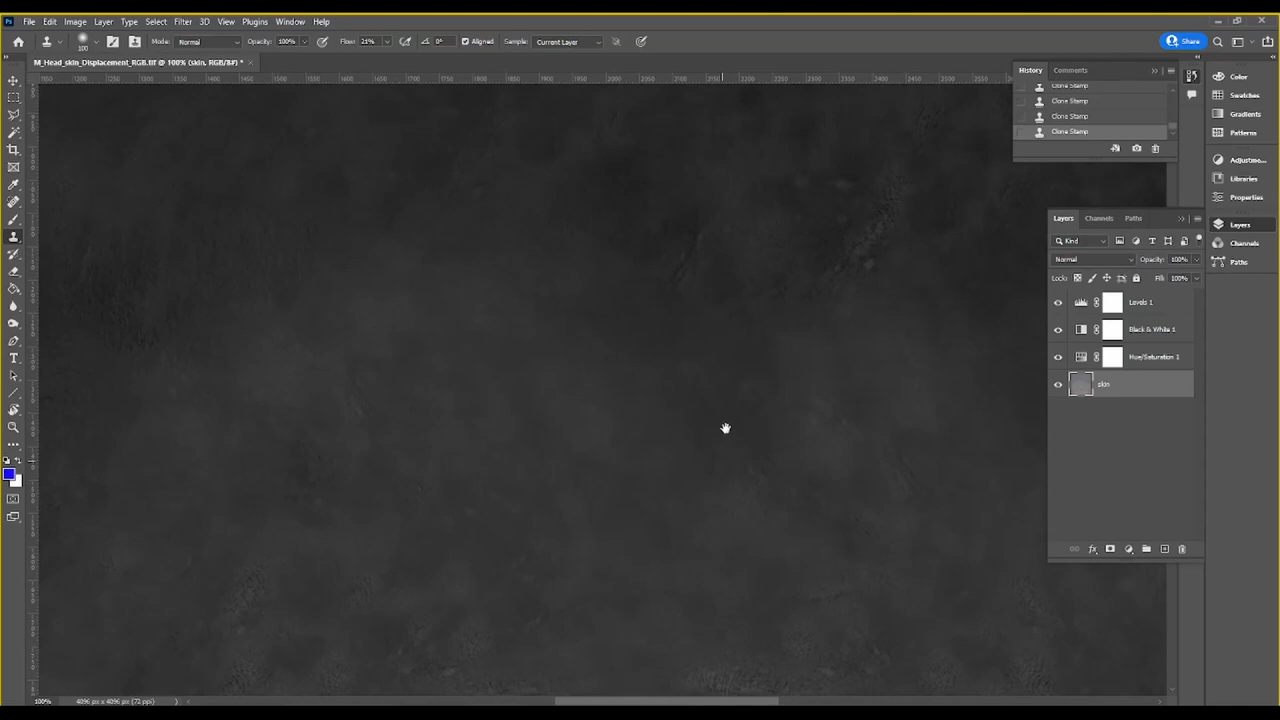 Ps File Edit Image Layer Type Select Filter 3D View Plugins Window Help
100 Mode: Normal Opacity: 100% Flow: 21% 0° Aligned Sample: Current Layer Share
M_Head_skin_Displacement_RGB.tif @ 100% (skin, RGB/8#) *
History Comments
Clone Stamp
Clone Stamp
Clone Stamp
Clone Stamp
Color
Swatches
Gradients
Patterns
Adjustme...
Libraries
Properties
Layers
Channels
Paths
Layers Channels Paths
Kind
Normal Opacity: 100%
Lock: Fill: 100%
Levels 1
Black & White 1
Hue/Saturation 1
skin
100% 4096 px x 4096 px (72 ppi)